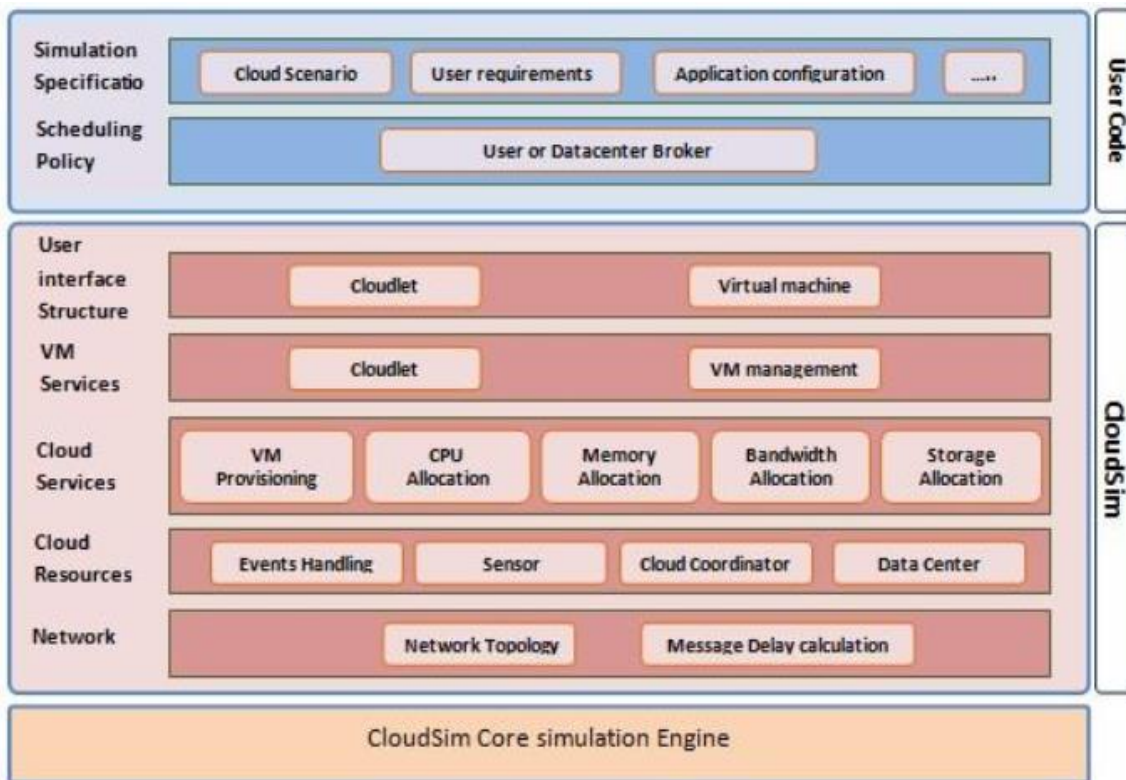 Simulation
Specificatio
Cloud Scenario
User requirements
Application configuration
.....
Scheduling
Policy
User or Datacenter Broker
User Code
User
interface
Structure
Cloudlet
Virtual machine
VM
Services
Cloudlet
VM management
Cloud
Services
VM
Provisioning
CPU
Allocation
Memory
Allocation
Bandwidth
Allocation
Storage
Allocation
Cloud
Resources
Events Handling
Sensor
Cloud Coordinator
Data Center
Network
Network Topology
Message Delay calculation
CloudSim
CloudSim Core simulation Engine